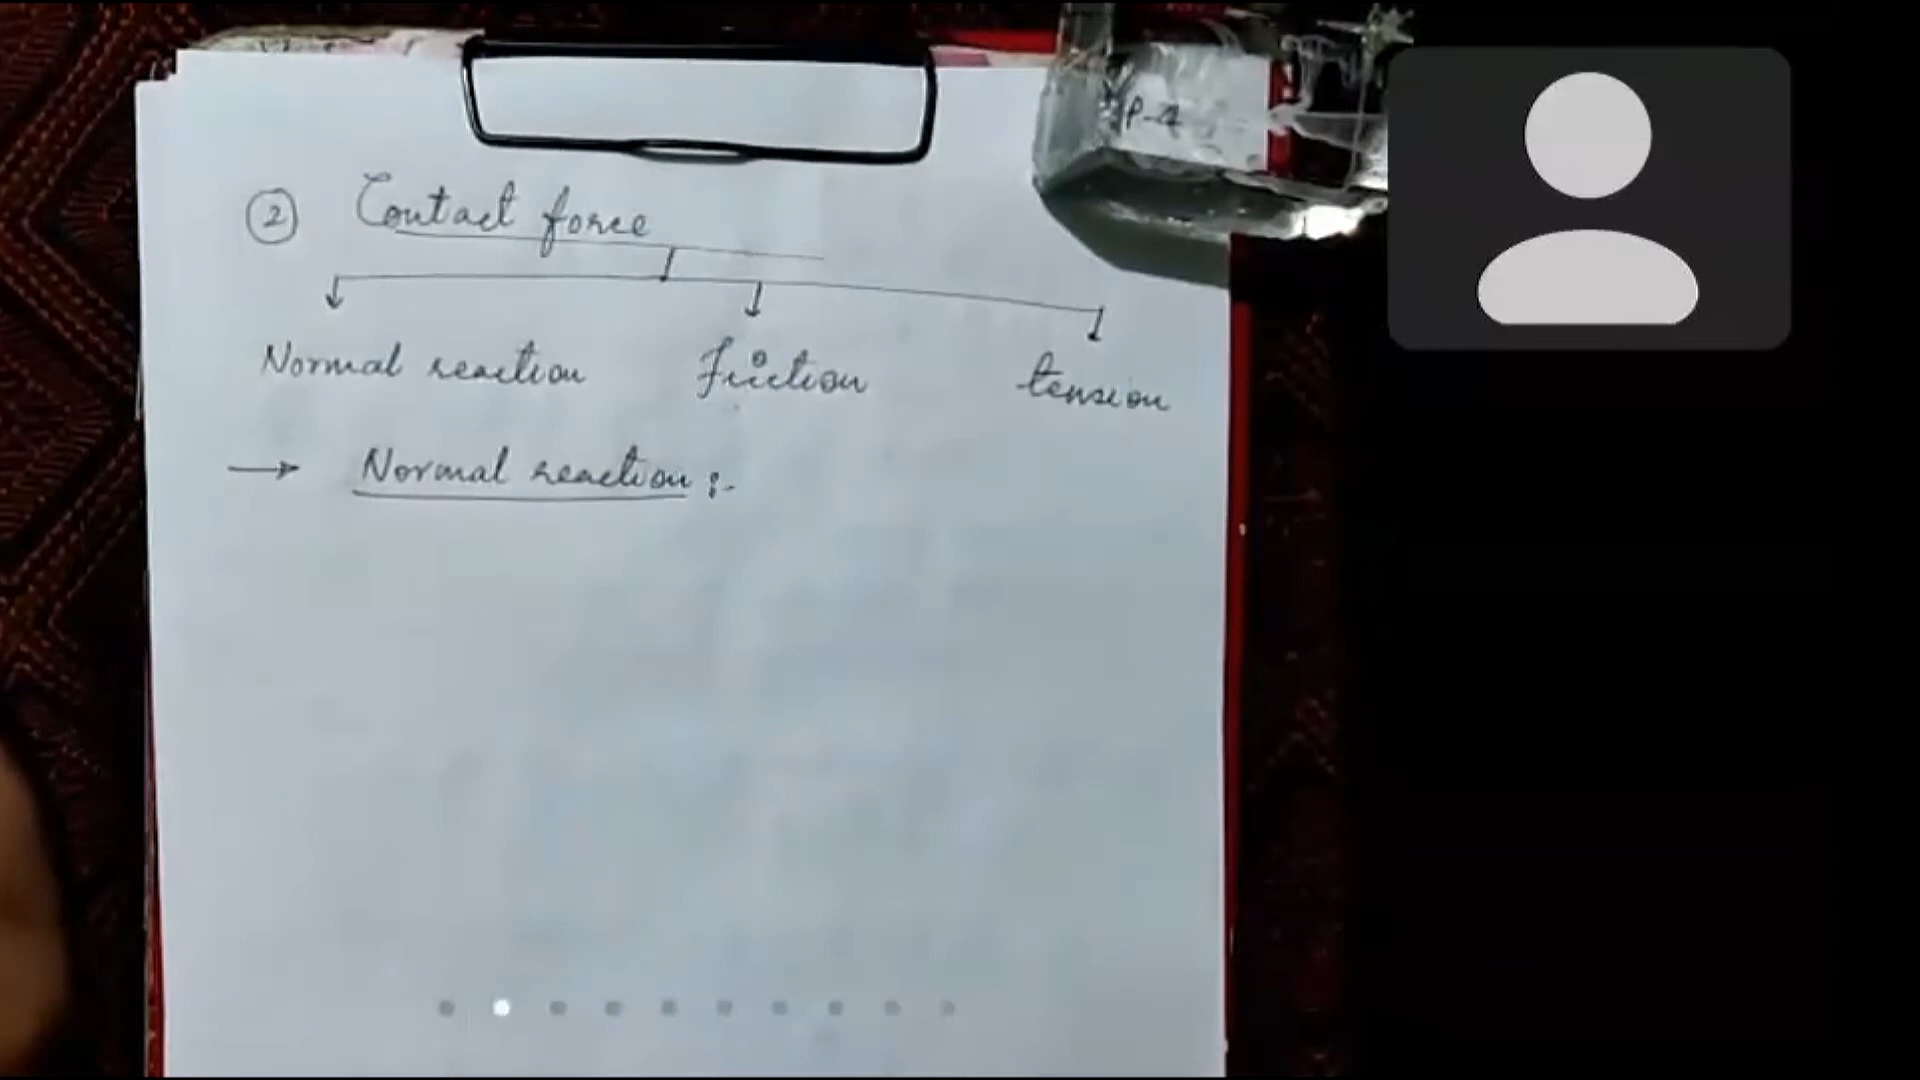 ② Contact force
Normal reaction friction tension
→ Normal reaction :-